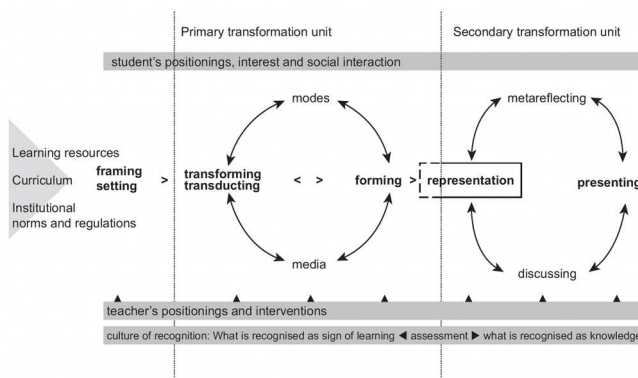 Primary transformation unit
Secondary transformation unit
student's positionings, interest and social interaction
modes
metareflecting
Learning resources
Curriculum
Institutional
norms and regulations
framing
setting
>
transforming
transducting
< >
forming
>
representation
presenting
media
discussing
teacher's positionings and interventions
culture of recognition: What is recognised as sign of learning ◀ assessment ▶ what is recognised as knowledge